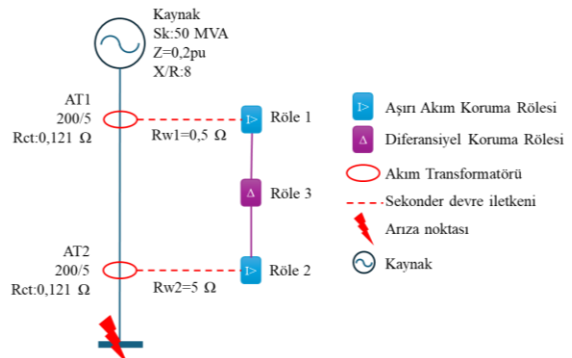 Kaynak
Sk:50 MVA
Z=0,2pu
X/R:8
AT1
200/5
Rct:0,121 Ω
Rw1=0,5 Ω
Röle 1
Δ
Röle 3
AT2
200/5
Rct:0,121 Ω
Rw2=5 Ω
Röle 2
Aşırı Akım Koruma Rölesi
Δ
Diferansiyel Koruma Rölesi
Akım Transformatörü
Sekonder devre iletkeni
Arıza noktası
Kaynak